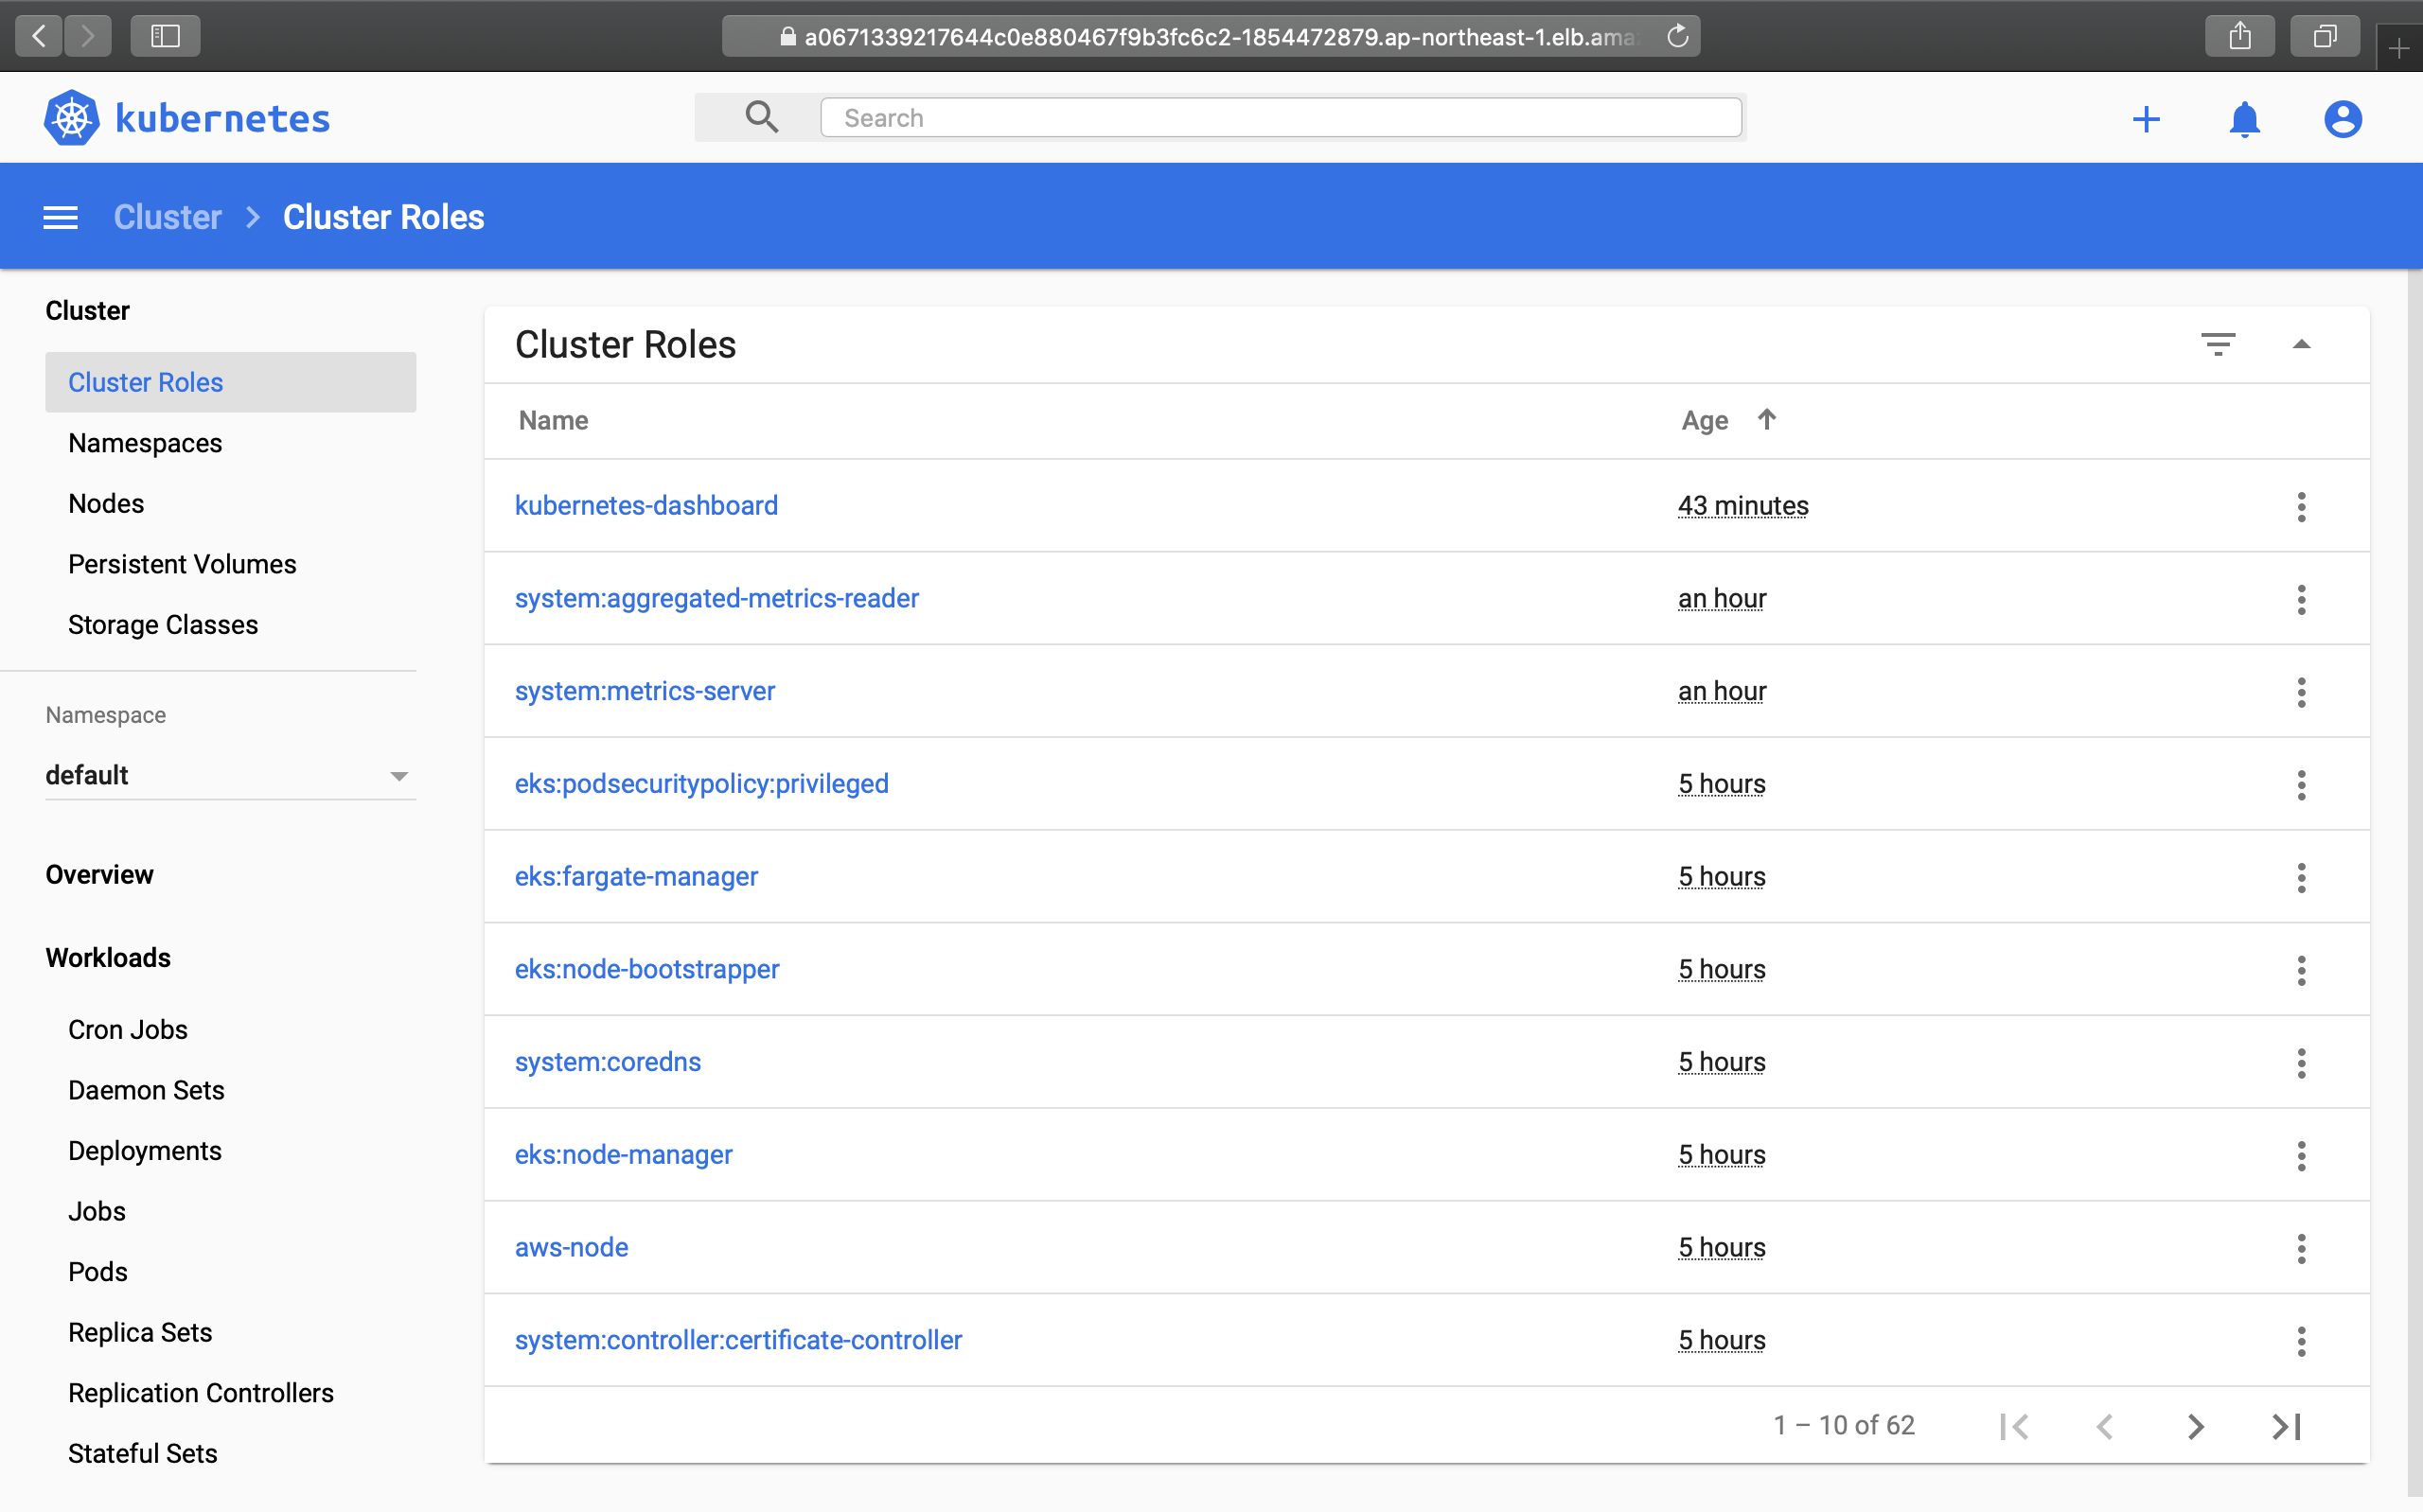 a0671339217644c0e880467f9b3fc6c2-1854472879.ap-northeast-1.elb.ama
kubernetes
Search
Cluster Cluster Roles
Cluster
Cluster Roles
Namespaces
Nodes
Persistent Volumes
Storage Classes
Namespace
default
Overview
Workloads
Cron Jobs
Daemon Sets
Deployments
Jobs
Pods
Replica Sets
Replication Controllers
Stateful Sets
Cluster Roles
Name Age
kubernetes-dashboard 43 minutes
system:aggregated-metrics-reader an hour
system:metrics-server an hour
eks:podsecuritypolicy:privileged 5 hours
eks:fargate-manager 5 hours
eks:node-bootstrapper 5 hours
system:coredns 5 hours
eks:node-manager 5 hours
aws-node 5 hours
system:controller:certificate-controller 5 hours
1 – 10 of 62